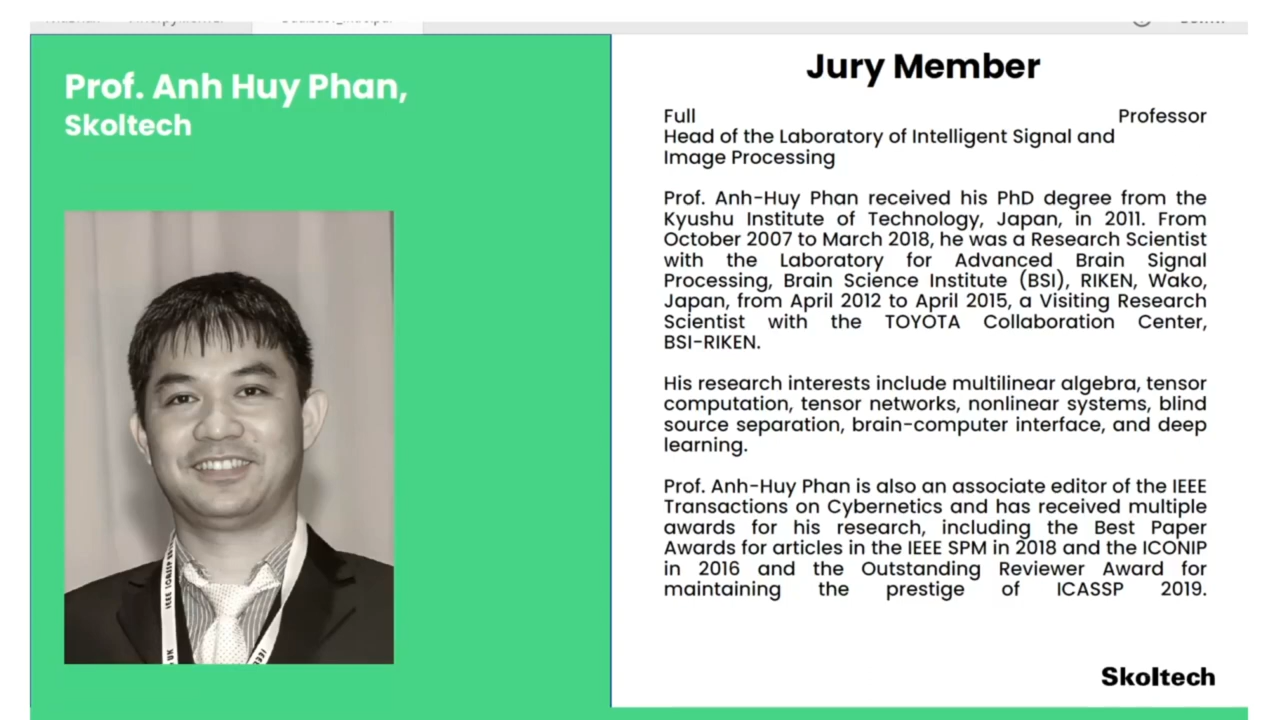 Prof. Anh Huy Phan,
Skoltech
Jury Member
Full Professor
Head of the Laboratory of Intelligent Signal and
Image Processing
Prof. Anh-Huy Phan received his PhD degree from the
Kyushu Institute of Technology, Japan, in 2011. From
October 2007 to March 2018, he was a Research Scientist
with the Laboratory for Advanced Brain Signal
Processing, Brain Science Institute (BSI), RIKEN, Wako,
Japan, from April 2012 to April 2015, a Visiting Research
Scientist with the TOYOTA Collaboration Center,
BSI-RIKEN.
His research interests include multilinear algebra, tensor
computation, tensor networks, nonlinear systems, blind
source separation, brain-computer interface, and deep
learning.
Prof. Anh-Huy Phan is also an associate editor of the IEEE
Transactions on Cybernetics and has received multiple
awards for his research, including the Best Paper
Awards for articles in the IEEE SPM in 2018 and the ICONIP
in 2016 and the Outstanding Reviewer Award for
maintaining the prestige of ICASSP 2019.
IEEE ICASSP
UK
Skoltech